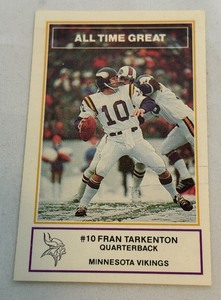 ALL TIME GREAT
10
#10 FRAN TARKENTON
QUARTERBACK
MINNESOTA VIKINGS